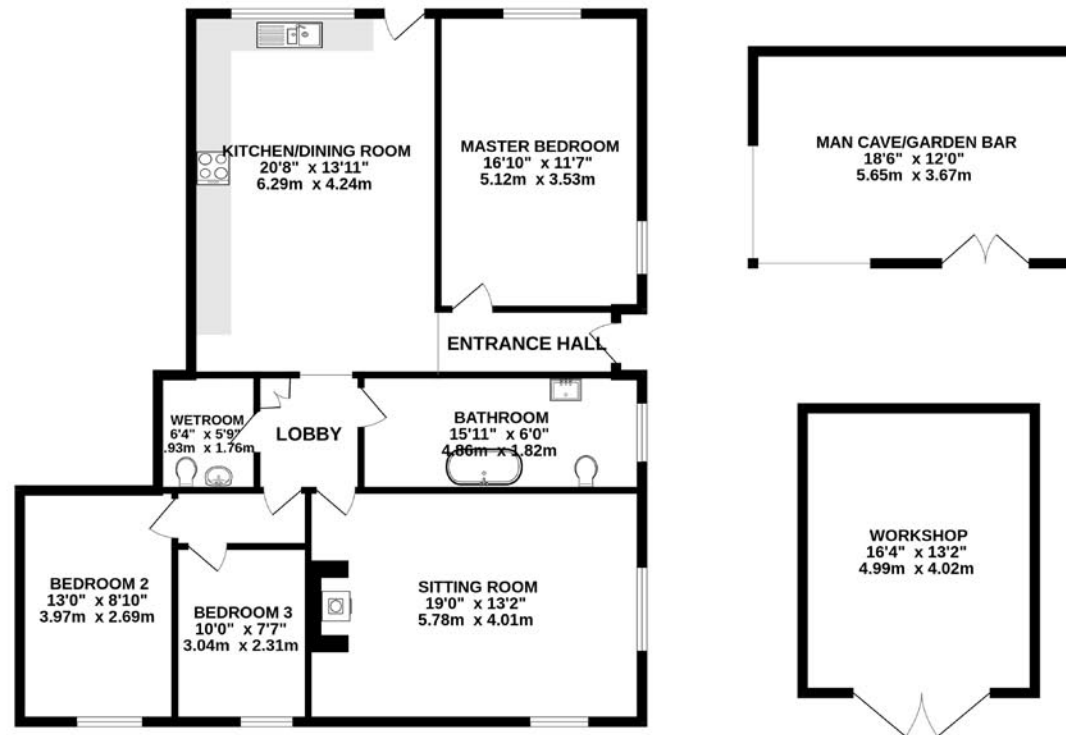 KITCHEN/DINING ROOM
20'8" x 13'11"
6.29m x 4.24m
MASTER BEDROOM
16'10" x 11'7"
5.12m x 3.53m
MAN CAVE/GARDEN BAR
18'6" x 12'0"
5.65m x 3.67m
ENTRANCE HALL
WETROOM
6'4" x 5'9"
.93m x 1.76m
LOBBY
BATHROOM
15'11" x 6'0"
4.86m x 1.82m
BEDROOM 2
13'0" x 8'10"
3.97m x 2.69m
BEDROOM 3
10'0" x 7'7"
3.04m x 2.31m
SITTING ROOM
19'0" x 13'2"
5.78m x 4.01m
WORKSHOP
16'4" x 13'2"
4.99m x 4.02m